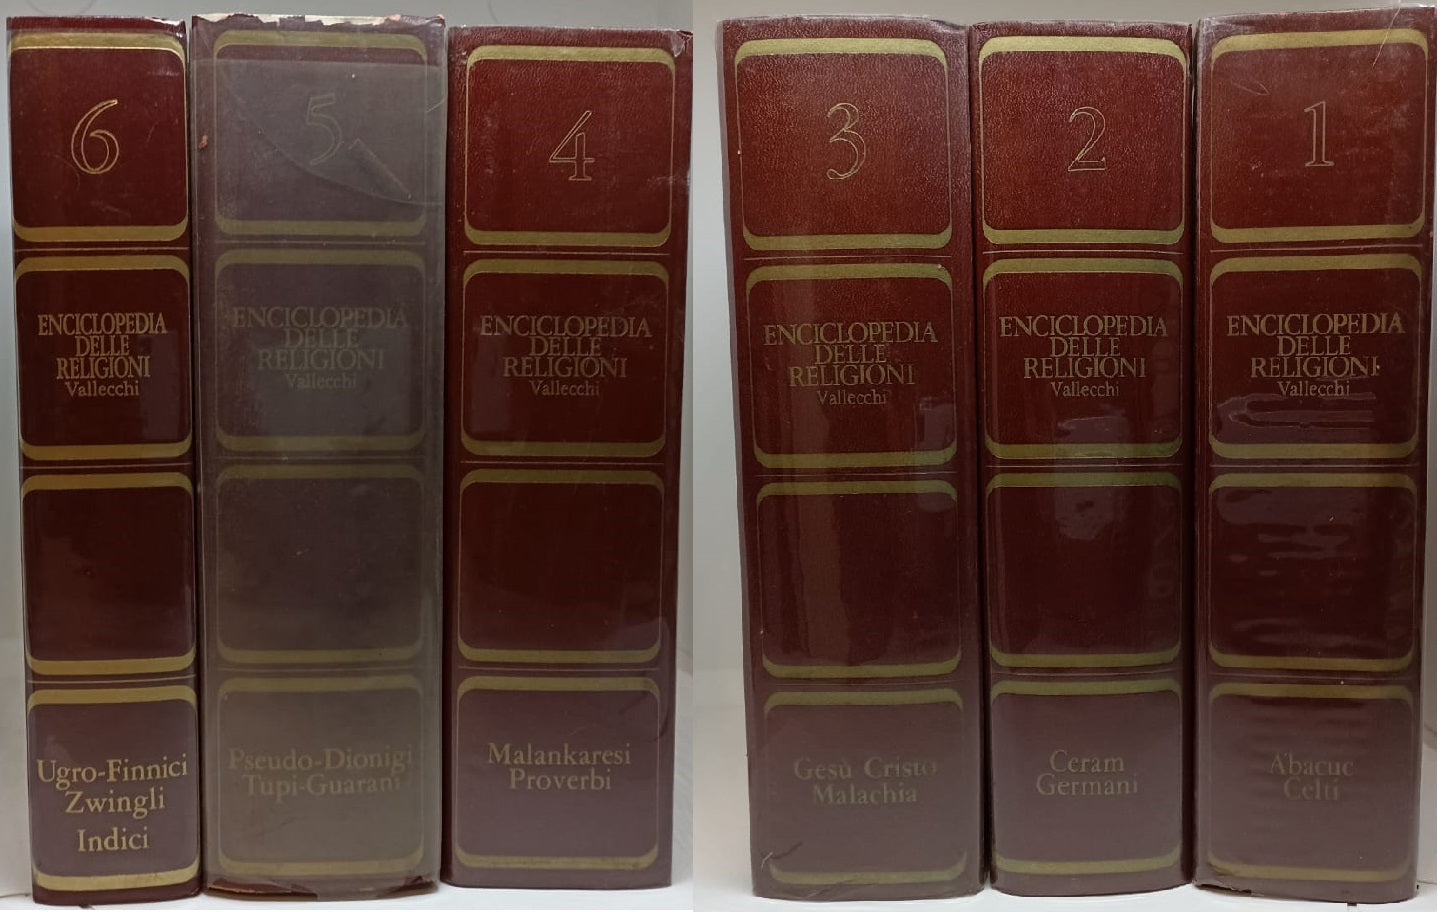 6
ENCICLOPEDIA
DELLE
RELIGIONI
Vallecchi
Ugro-Finnici
Zwingli
Indici
5
ENCICLOPEDIA
DELLE
RELIGIONI
Vallecchi
Pseudo-Dionigi
Tupi-Guarani
4
ENCICLOPEDIA
DELLE
RELIGIONI
Vallecchi
Malankaresi
Proverbi
3
ENCICLOPEDIA
DELLE
RELIGIONI
Vallecchi
Gesù Cristo
Malachia
2
ENCICLOPEDIA
DELLE
RELIGIONI
Vallecchi
Ceram
Germani
1
ENCICLOPEDIA
DELLE
RELIGIONI
Vallecchi
Abacuc
Celti